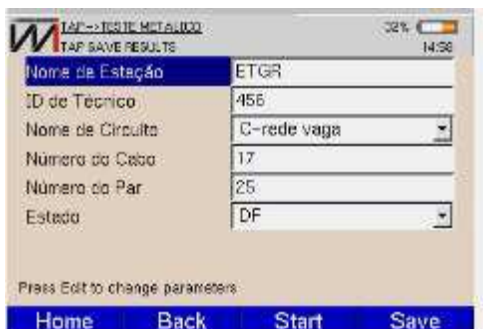 TAP-->TESTE METALICO
32%
TAP SAVE RESULTS
14:58
Nome da Estação ETGR
ID de Técnico 456
Nome de Circuito C-rede vaga
Número do Cabo 17
Número do Par 25
Estado DF
Press Edit to change parameters
Home Back Start Save